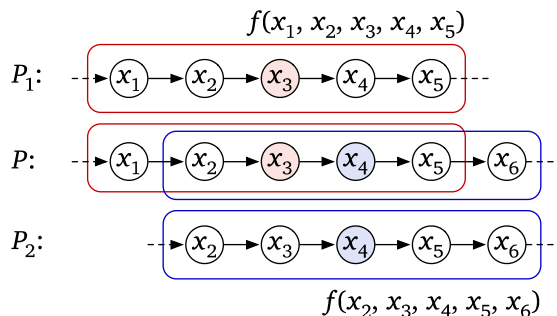 f(x₁, x₂, x₃, x₄, x₅)
P₁: x₁ x₂ x₃ x₄ x₅
P: x₁ x₂ x₃ x₄ x₅ x₆
P₂: x₂ x₃ x₄ x₅ x₆
f(x₂, x₃, x₄, x₅, x₆)